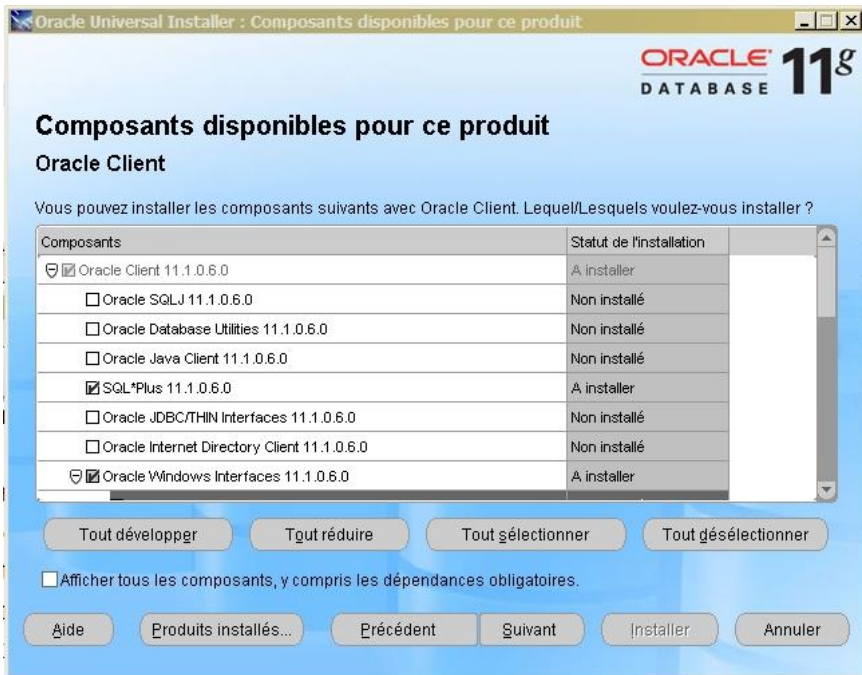 Oracle Universal Installer : Composants disponibles pour ce produit
ORACLE 11g
DATABASE
Composants disponibles pour ce produit
Oracle Client
Vous pouvez installer les composants suivants avec Oracle Client. Lequel/Lesquels voulez-vous installer ?
Composants Statut de l'installation
Oracle Client 11.1.0.6.0 A installer
Oracle SQLJ 11.1.0.6.0 Non installé
Oracle Database Utilities 11.1.0.6.0 Non installé
Oracle Java Client 11.1.0.6.0 Non installé
SQL*Plus 11.1.0.6.0 A installer
Oracle JDBC/THIN Interfaces 11.1.0.6.0 Non installé
Oracle Internet Directory Client 11.1.0.6.0 Non installé
Oracle Windows Interfaces 11.1.0.6.0 A installer
Tout développer Tout réduire Tout sélectionner Tout désélectionner
Afficher tous les composants, y compris les dépendances obligatoires.
Aide Produits installés... Précédent Suivant Installer Annuler